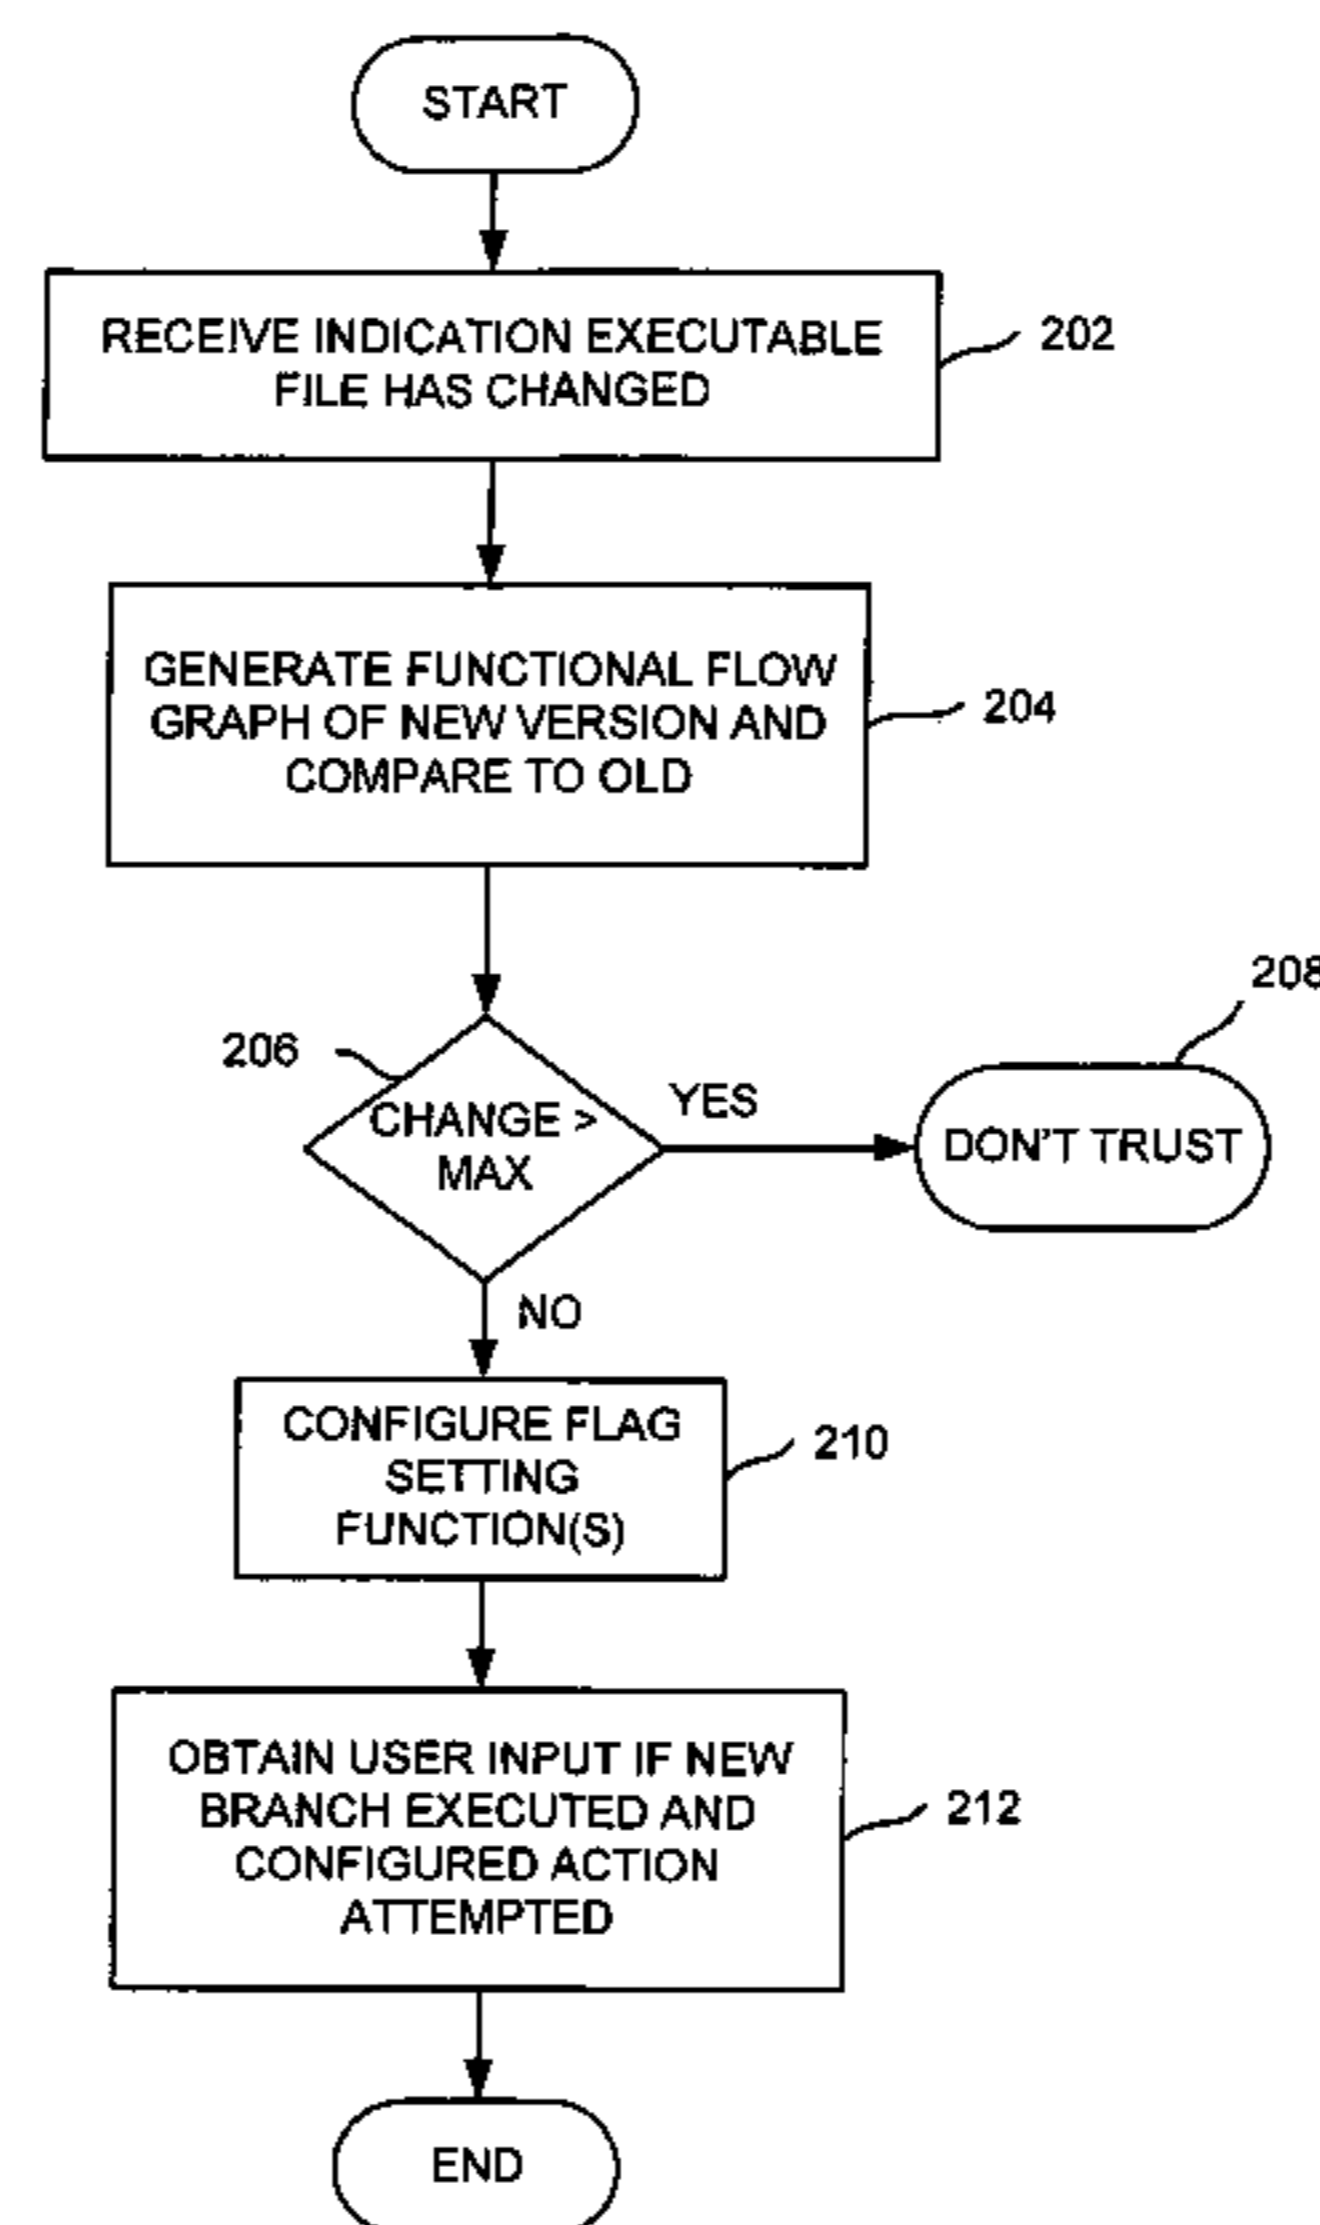 START
RECEIVE INDICATION EXECUTABLE
FILE HAS CHANGED
202
GENERATE FUNCTIONAL FLOW
GRAPH OF NEW VERSION AND
COMPARE TO OLD
204
208
206
CHANGE >
MAX
YES
DON'T TRUST
NO
CONFIGURE FLAG
SETTING
FUNCTION(S)
210
OBTAIN USER INPUT IF NEW
BRANCH EXECUTED AND
CONFIGURED ACTION
ATTEMPTED
212
END